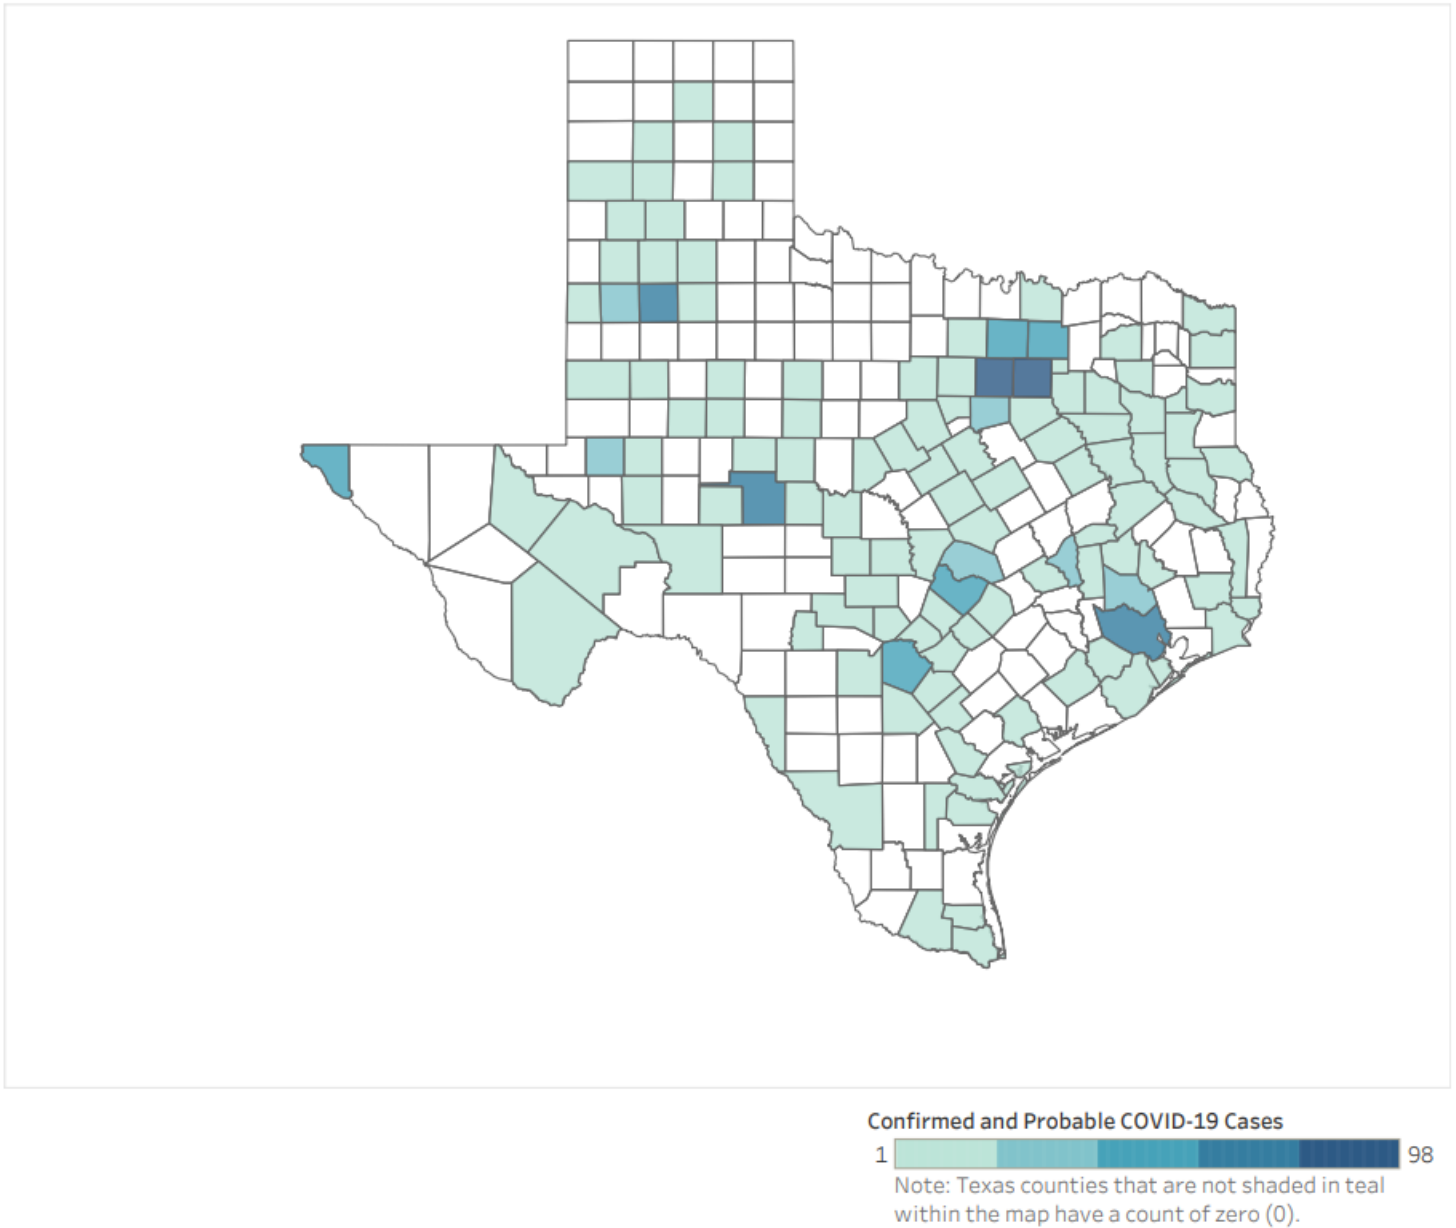 Confirmed and Probable COVID-19 Cases
1 98
Note: Texas counties that are not shaded in teal
within the map have a count of zero (0).